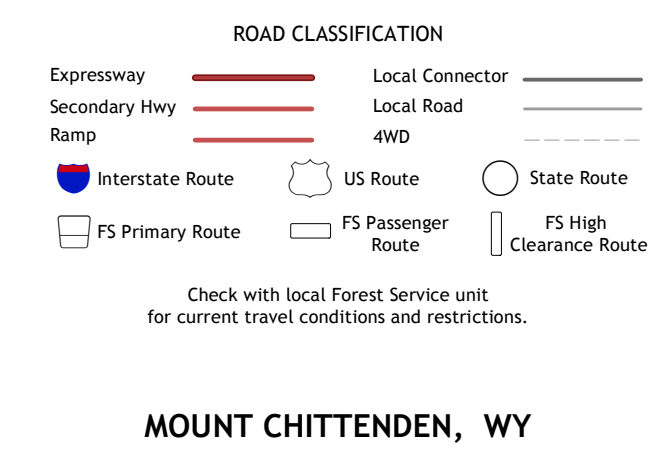 ROAD CLASSIFICATION
Expressway
Local Connector
Secondary Hwy
Local Road
Ramp
4WD
Interstate Route
US Route
State Route
FS Primary Route
FS Passenger
Route
FS High
Clearance Route
Check with local Forest Service unit
for current travel conditions and restrictions.
MOUNT CHITTENDEN, WY